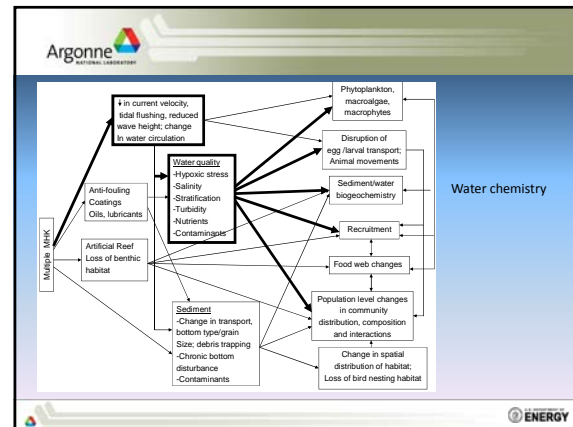 Argonne
NATIONAL LABORATORY
Multiple MHK
↓ in current velocity,
tidal flushing, reduced
wave height; change
In water circulation
Anti-fouling
Coatings
Oils, lubricants
Artificial Reef
Loss of benthic
habitat
Water quality
-Hypoxic stress
-Salinity
-Stratification
-Turbidity
-Nutrients
-Contaminants
Sediment
-Change in transport,
bottom type/grain
Size; debris trapping
-Chronic bottom
disturbance
-Contaminants
Phytoplankton,
macroalgae,
macrophytes
Disruption of
egg /larval transport;
Animal movements
Sediment/water
biogeochemistry
Recruitment
Food web changes
Population level changes
in community
distribution, composition
and interactions
Change in spatial
distribution of habitat;
Loss of bird nesting habitat
Water chemistry
U.S. DEPARTMENT OF
ENERGY